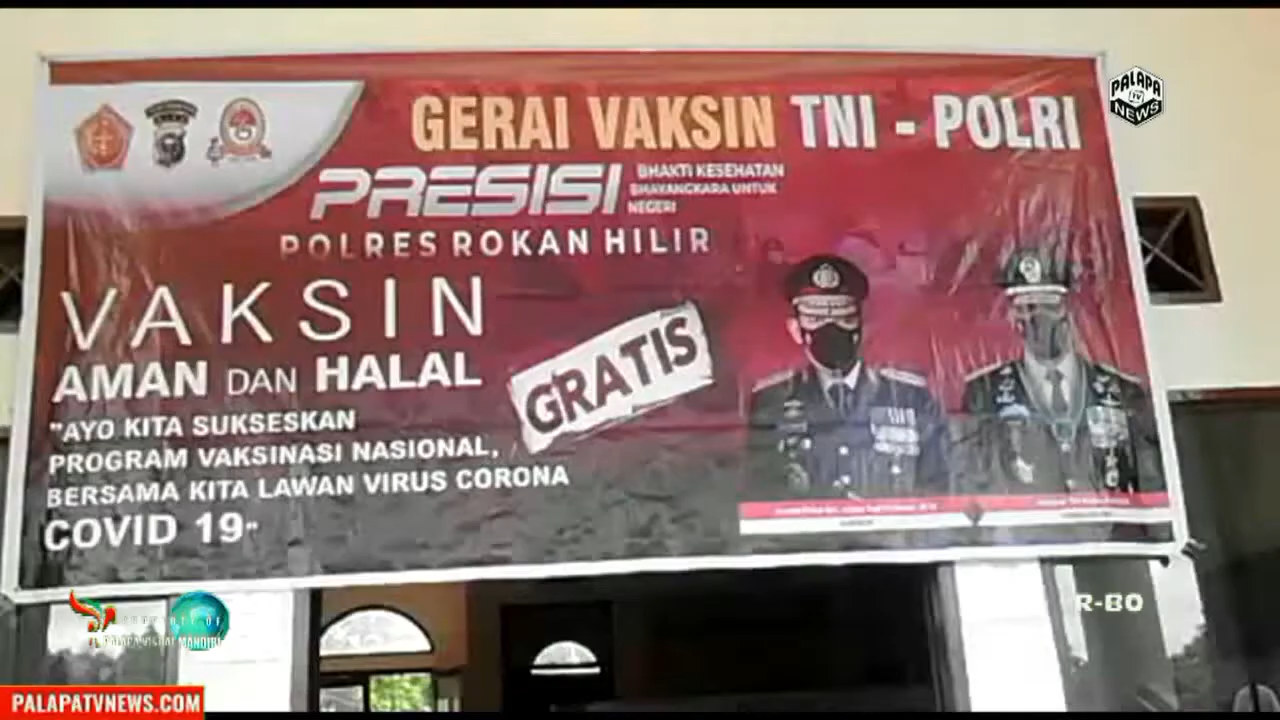 PALAPA
TV
NEWS
GERAI VAKSIN TNI - POLRI
PRESISI
BHAKTI KESEHATAN
BHAYANGKARA UNTUK
NEGERI
POLRES ROKAN HILIR
VAKSIN
AMAN DAN HALAL
GRATIS
"AYO KITA SUKSESKAN
PROGRAM VAKSINASI NASIONAL,
BERSAMA KITA LAWAN VIRUS CORONA
COVID 19"
R-BO
PALAPATVNEWS.COM